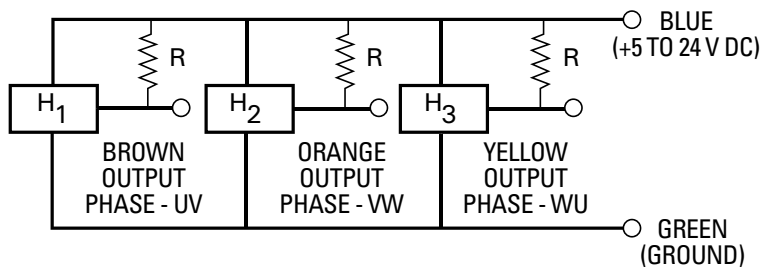 BLUE
(+5 TO 24 V DC)
R
R
R
H1
H2
H3
BROWN
OUTPUT
PHASE - UV
ORANGE
OUTPUT
PHASE - VW
YELLOW
OUTPUT
PHASE - WU
GREEN
(GROUND)